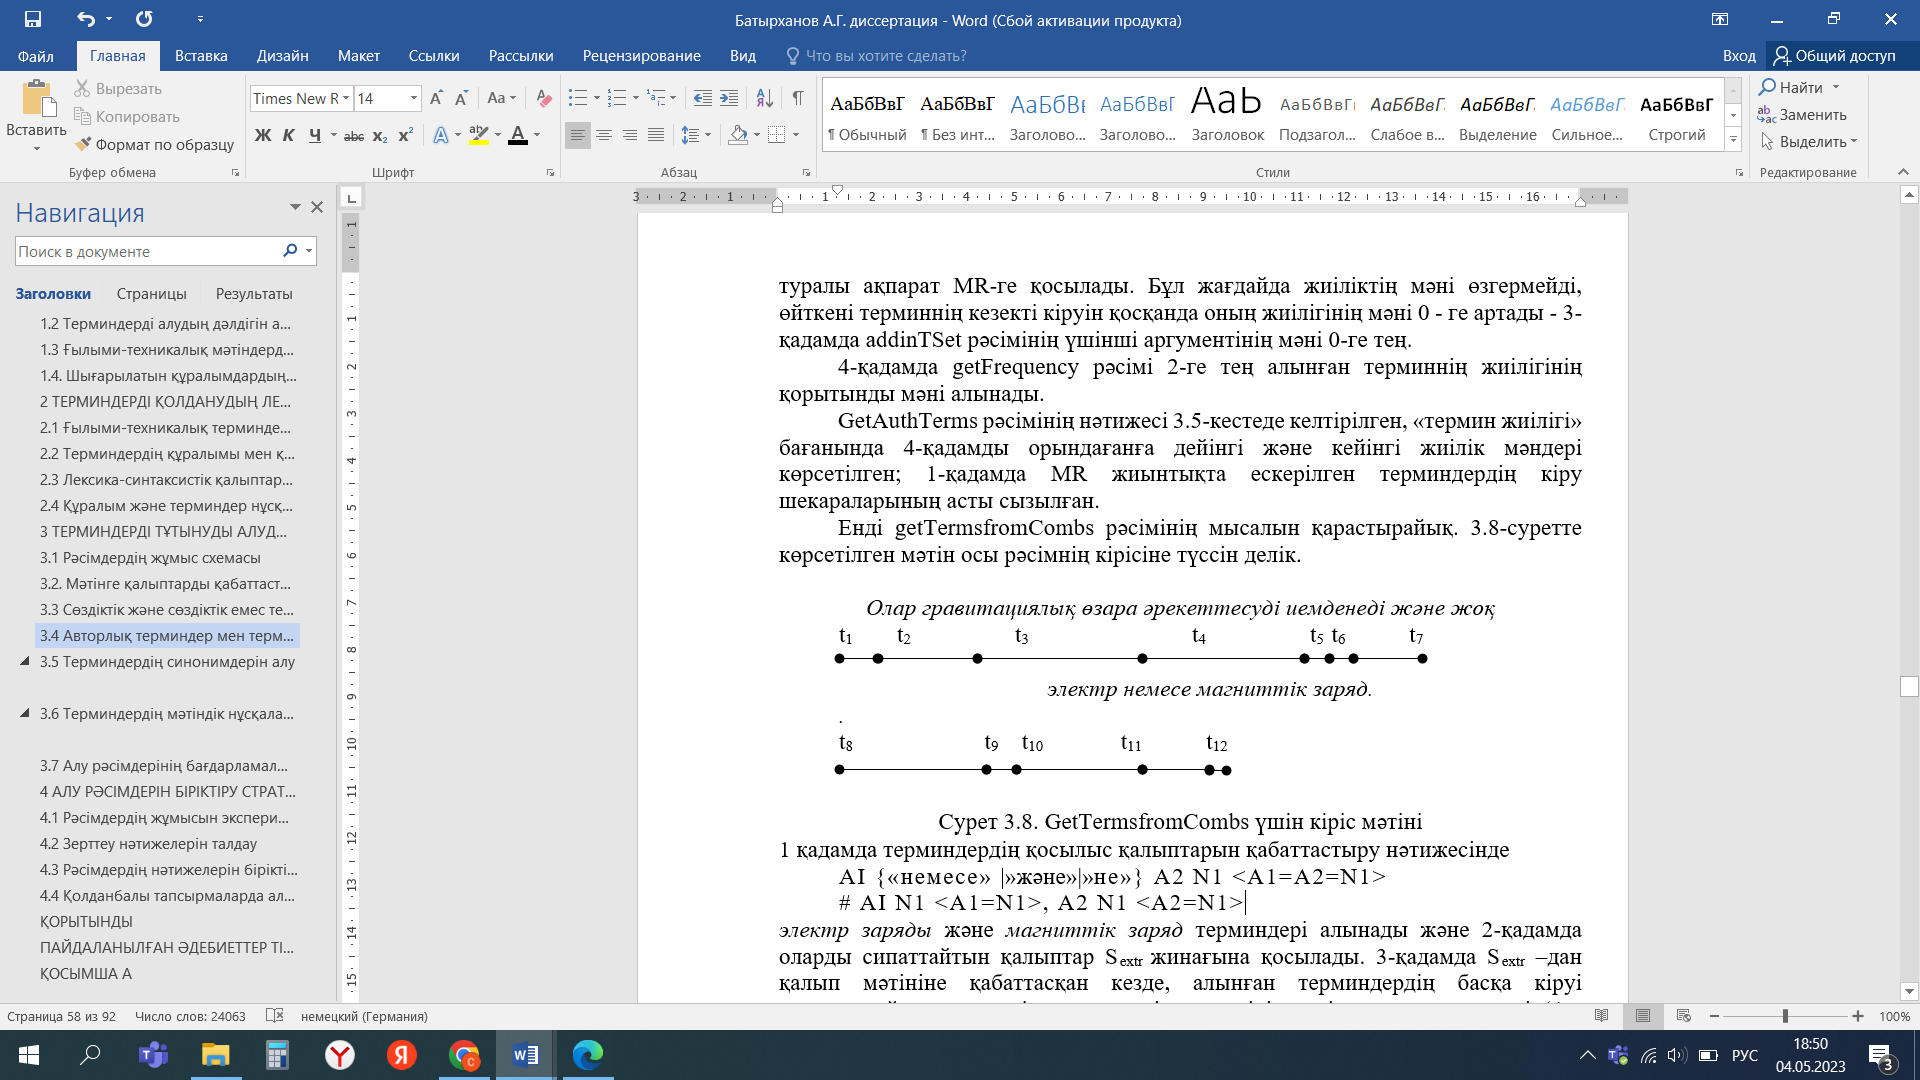 Батырханов А.Г. диссертация - Word (Сбой активации продукта)
Файл Главная Вставка Дизайн Макет Ссылки Рассылки Рецензирование Вид Что вы хотите сделать? Вход Общий доступ
Вставить
Вырезать
Копировать
Формат по образцу
Буфер обмена
Times New R 14
Шрифт
Абзац
АаБбВвГ АаБбВвГ АаБбВв АаБбВвГ АаЬ АаБбВвГ АаБбВвГ АаБбВвГ АаБбВвГ АаБбВвГ
¶ Обычный ¶ Без инт... Заголово... Заголово... Заголовок Подзагол... Слабое в... Выделение Сильное... Строгий
Стили
Найти
Заменить
Выделить
Редактирование
Навигация
Поиск в документе
Заголовки Страницы Результаты
1.2 Терминдерді алудың дәлдігін а...
1.3 Ғылыми-техникалық мәтіндерд...
1.4. Шығарылатын құралымдардың...
2 ТЕРМИНДЕРДІ ҚОЛДАНУДЫҢ ЛЕ...
2.1 Ғылыми-техникалық терминде...
2.2 Терминдердің құралымы мен қ...
2.3 Лексика-синтаксистік қалыптар...
2.4 Құралым және терминдер нұсқ...
3 ТЕРМИНДЕРДІ ТҰТЫНУДЫ АЛУД...
3.1 Рәсімдердің жұмыс схемасы
3.2. Мәтінге қалыптарды қабаттаст...
3.3 Сөздіктік және сөздіктік емес те...
3.4 Авторлық терминдер мен терм...
3.5 Терминдердің синонимдерін алу
3.6 Терминдердің мәтіндік нұсқала...
3.7 Алу рәсімдерінің бағдарламал...
4 АЛУ РӘСІМДЕРІН БІРІКТІРУ СТРАТ...
4.1 Рәсімдердің жұмысын экспери...
4.2 Зерттеу нәтижелерін талдау
4.3 Рәсімдердің нәтижелерін бірікті...
4.4 Қолданбалы тапсырмаларда ал...
ҚОРЫТЫНДЫ
ПАЙДАЛАНЫЛҒАН ӘДЕБИЕТТЕР ТІ...
ҚОСЫМША А
туралы ақпарат MR-ге қосылады. Бұл жағдайда жиіліктің мәні өзгермейді,
өйткені терминнің кезекті кіруін қосқанда оның жиілігінің мәні 0 - ге артады - 3-
қадамда addinTSet рәсімінің үшінші аргументінің мәні 0-ге тең.
4-қадамда getFrequency рәсімі 2-ге тең алынған терминнің жиілігінің
қорытынды мәні алынады.
GetAuthTerms рәсімінің нәтижесі 3.5-кестеде келтірілген, «термин жиілігі»
бағанында 4-қадамды орындағанға дейінгі және кейінгі жиілік мәндері
көрсетілген; 1-қадамда MR жиынтықта ескерілген терминдердің кіру
шекараларының асты сызылған.
Енді getTermsfromCombs рәсімінің мысалын қарастырайық. 3.8-суретте
көрсетілген мәтін осы рәсімнің кірісіне түссін делік.
Олар гравитациялық өзара әрекеттесуді иемденеді және жоқ
t1 t2 t3 t4 t5 t6 t7
электр немесе магниттік заряд.
.
t8 t9 t10 t11 t12
Сурет 3.8. GetTermsfromCombs үшін кіріс мәтіні
1 қадамда терминдердің қосылыс қалыптарын қабаттастыру нәтижесінде
AI {«немесе» |»және»|»не»} A2 N1 <A1=A2=N1>
# AI N1 <A1=N1>, A2 N1 <A2=N1>
электр заряды және магниттік заряд терминдері алынады және 2-қадамда
оларды сипаттайтын қалыптар Sextr жинағына қосылады. 3-қадамда Sextr –дан
қалып мәтініне қабаттасқан кезде, алынған терминдердің басқа кіруі
Страница 58 из 92 Число слов: 24063 немецкий (Германия) 100%
РУС
18:50
04.05.2023
3